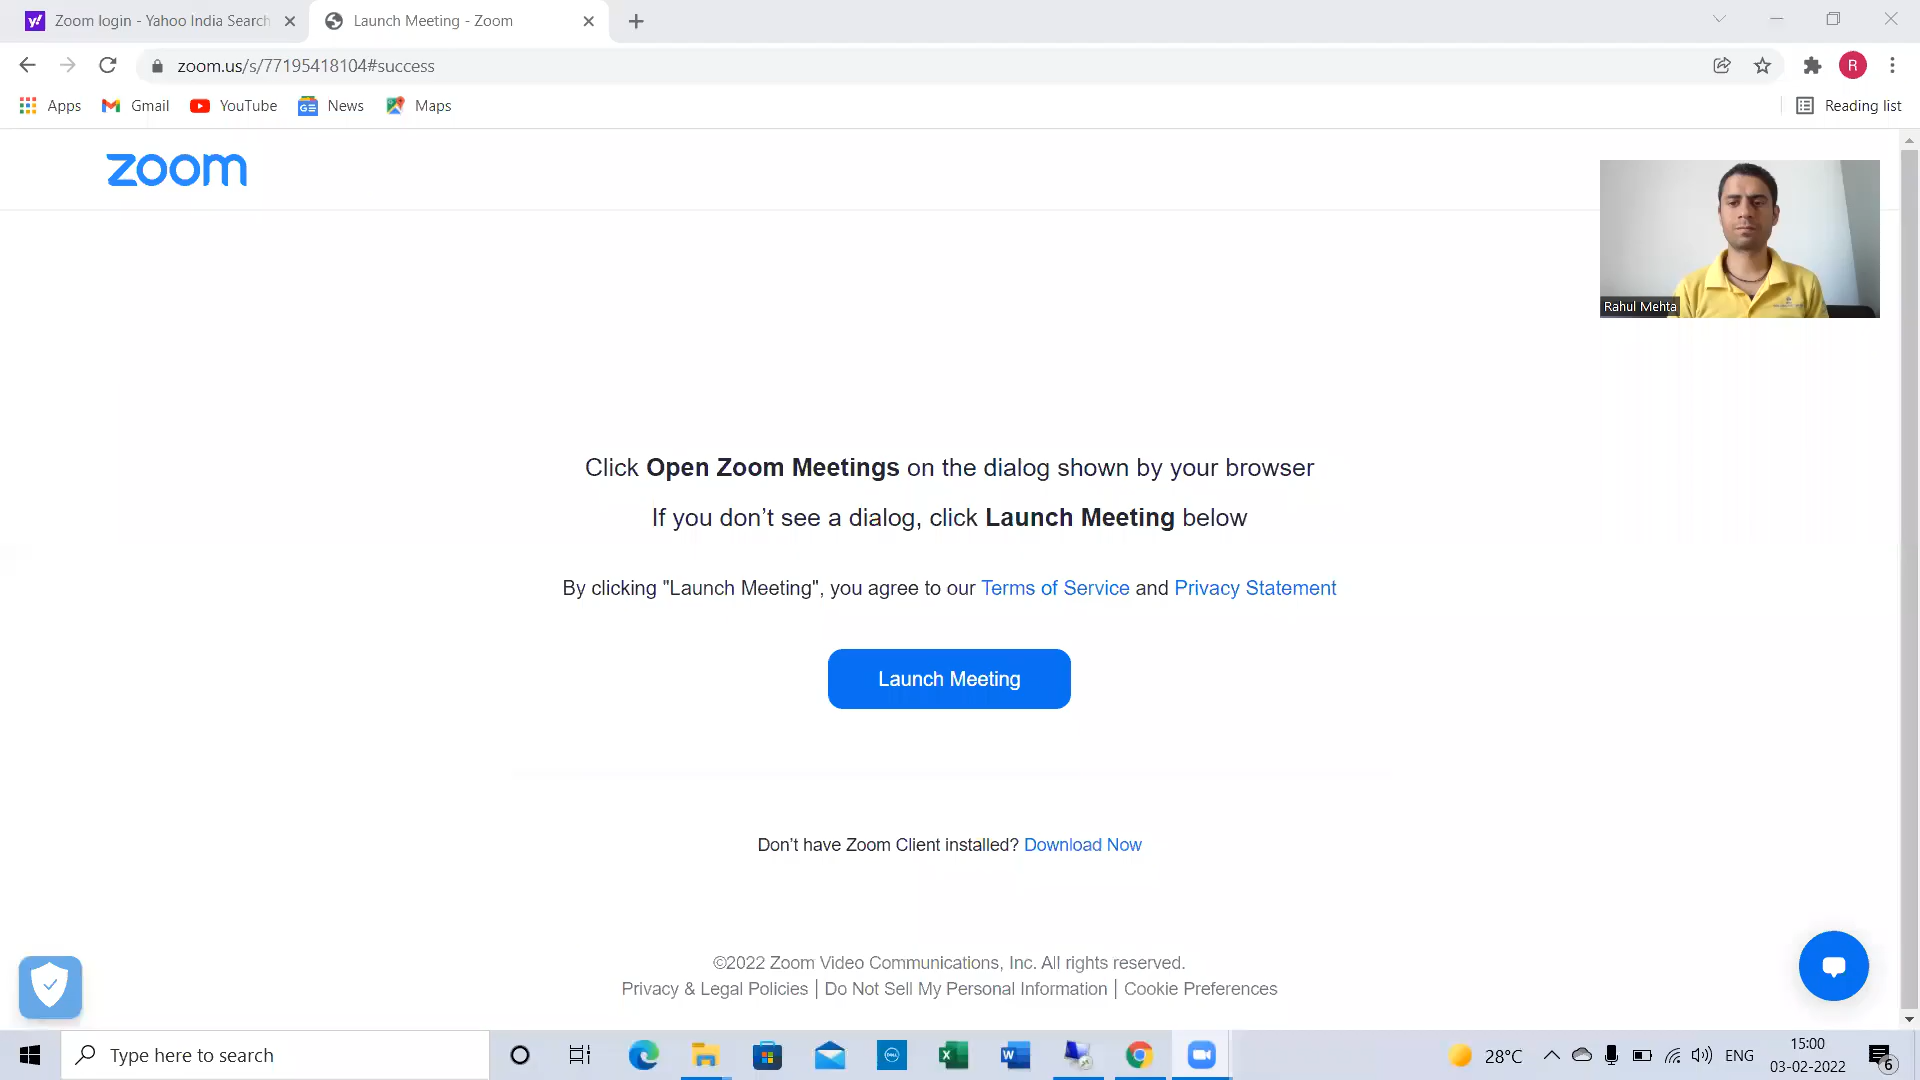 Zoom login - Yahoo India Search
Launch Meeting - Zoom
zoom.us/s/77195418104#success
R
Apps
Gmail
YouTube
News
Maps
Reading list
zoom
Rahul Mehta
Click Open Zoom Meetings on the dialog shown by your browser
If you don’t see a dialog, click Launch Meeting below
By clicking "Launch Meeting", you agree to our Terms of Service and Privacy Statement
Launch Meeting
Don’t have Zoom Client installed? Download Now
©2022 Zoom Video Communications, Inc. All rights reserved.
Privacy & Legal Policies | Do Not Sell My Personal Information | Cookie Preferences
Type here to search
28°C
ENG
15:00
03-02-2022
6